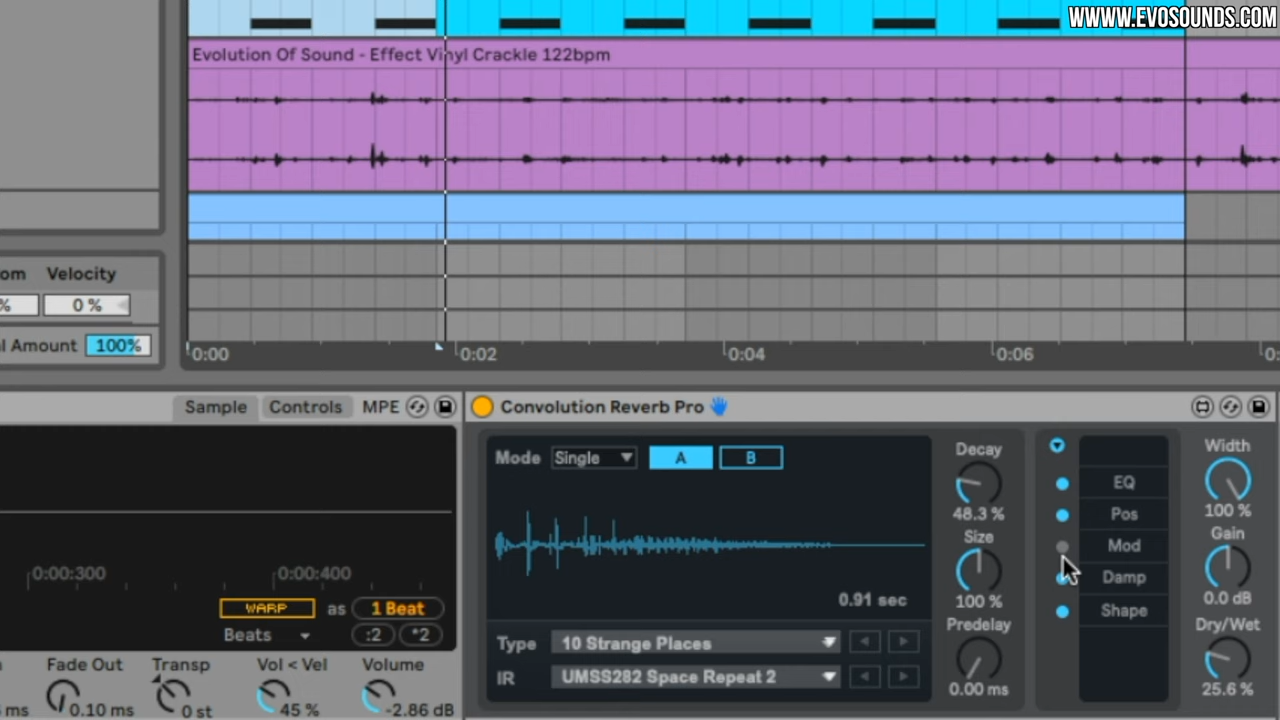 WWW.EVOSOUNDS.COM
Evolution Of Sound - Effect Vinyl Crackle 122bpm
om Velocity
% 0 %
l Amount 100%
0:00 0:02 0:04 0:06 0:
Sample Controls MPE
Convolution Reverb Pro
Mode Single A B
0.91 sec
Type 10 Strange Places
IR UMSS282 Space Repeat 2
Decay
48.3 %
Size
100 %
Predelay
0.00 ms
EQ
Pos
Mod
Damp
Shape
Width
100 %
Gain
0.0 dB
Dry/Wet
25.6 %
0:00:300 0:00:400
WARP as 1 Beat
Beats :2 *2
Fade Out Transp Vol < Vel Volume
ms 0.10 ms 0 st 45 % -2.86 dB